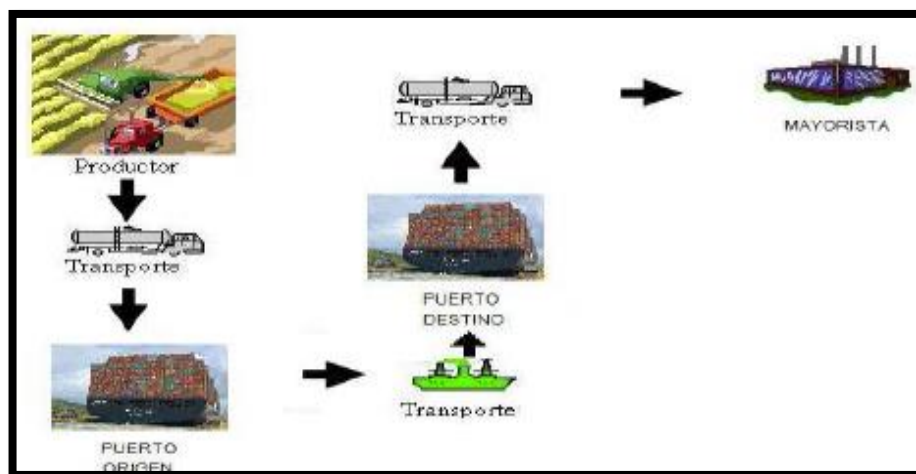 Productor
Transporte
PUERTO
ORIGEN
Transporte
PUERTO
DESTINO
Transporte
MAYORISTA